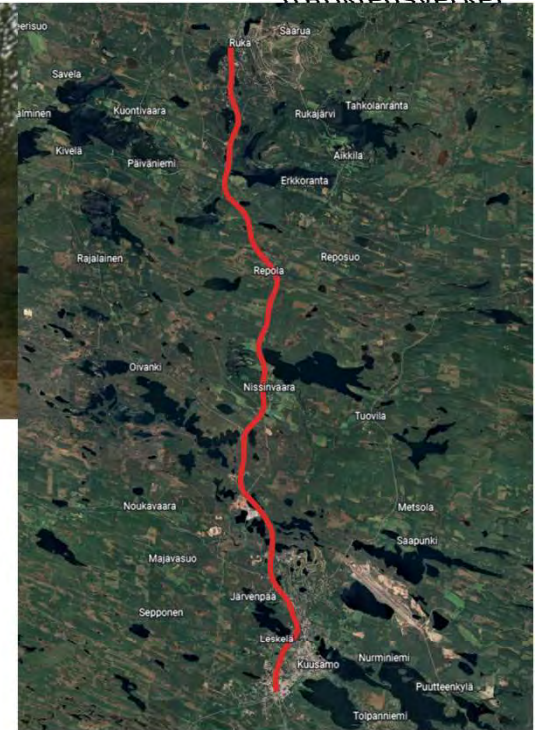 eerisuo
Saarua
Ruka
Savela
Kuontivaara
Tahkolanranta
Rukajärvi
Kivelä
Päiväniemi
Aikkila
Erkkoranta
Rajalainen
Reposuo
Repola
Oivanki
Nissinvaara
Tuovila
Noukavaara
Metsola
Saapunki
Majavasuo
Järvenpää
Sepponen
Leskelä
Kuusamo
Nurminiemi
Puutteenkylä
Tolpanniemi